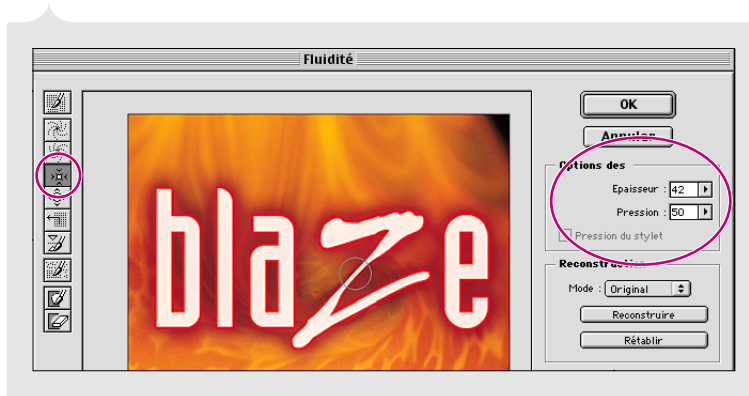 Fluidité
blaze
OK
Annuler
Options des
Epaisseur : 42
Pression : 50
Pression du stylet
Reconstruction
Mode : Original
Reconstruire
Rétablir